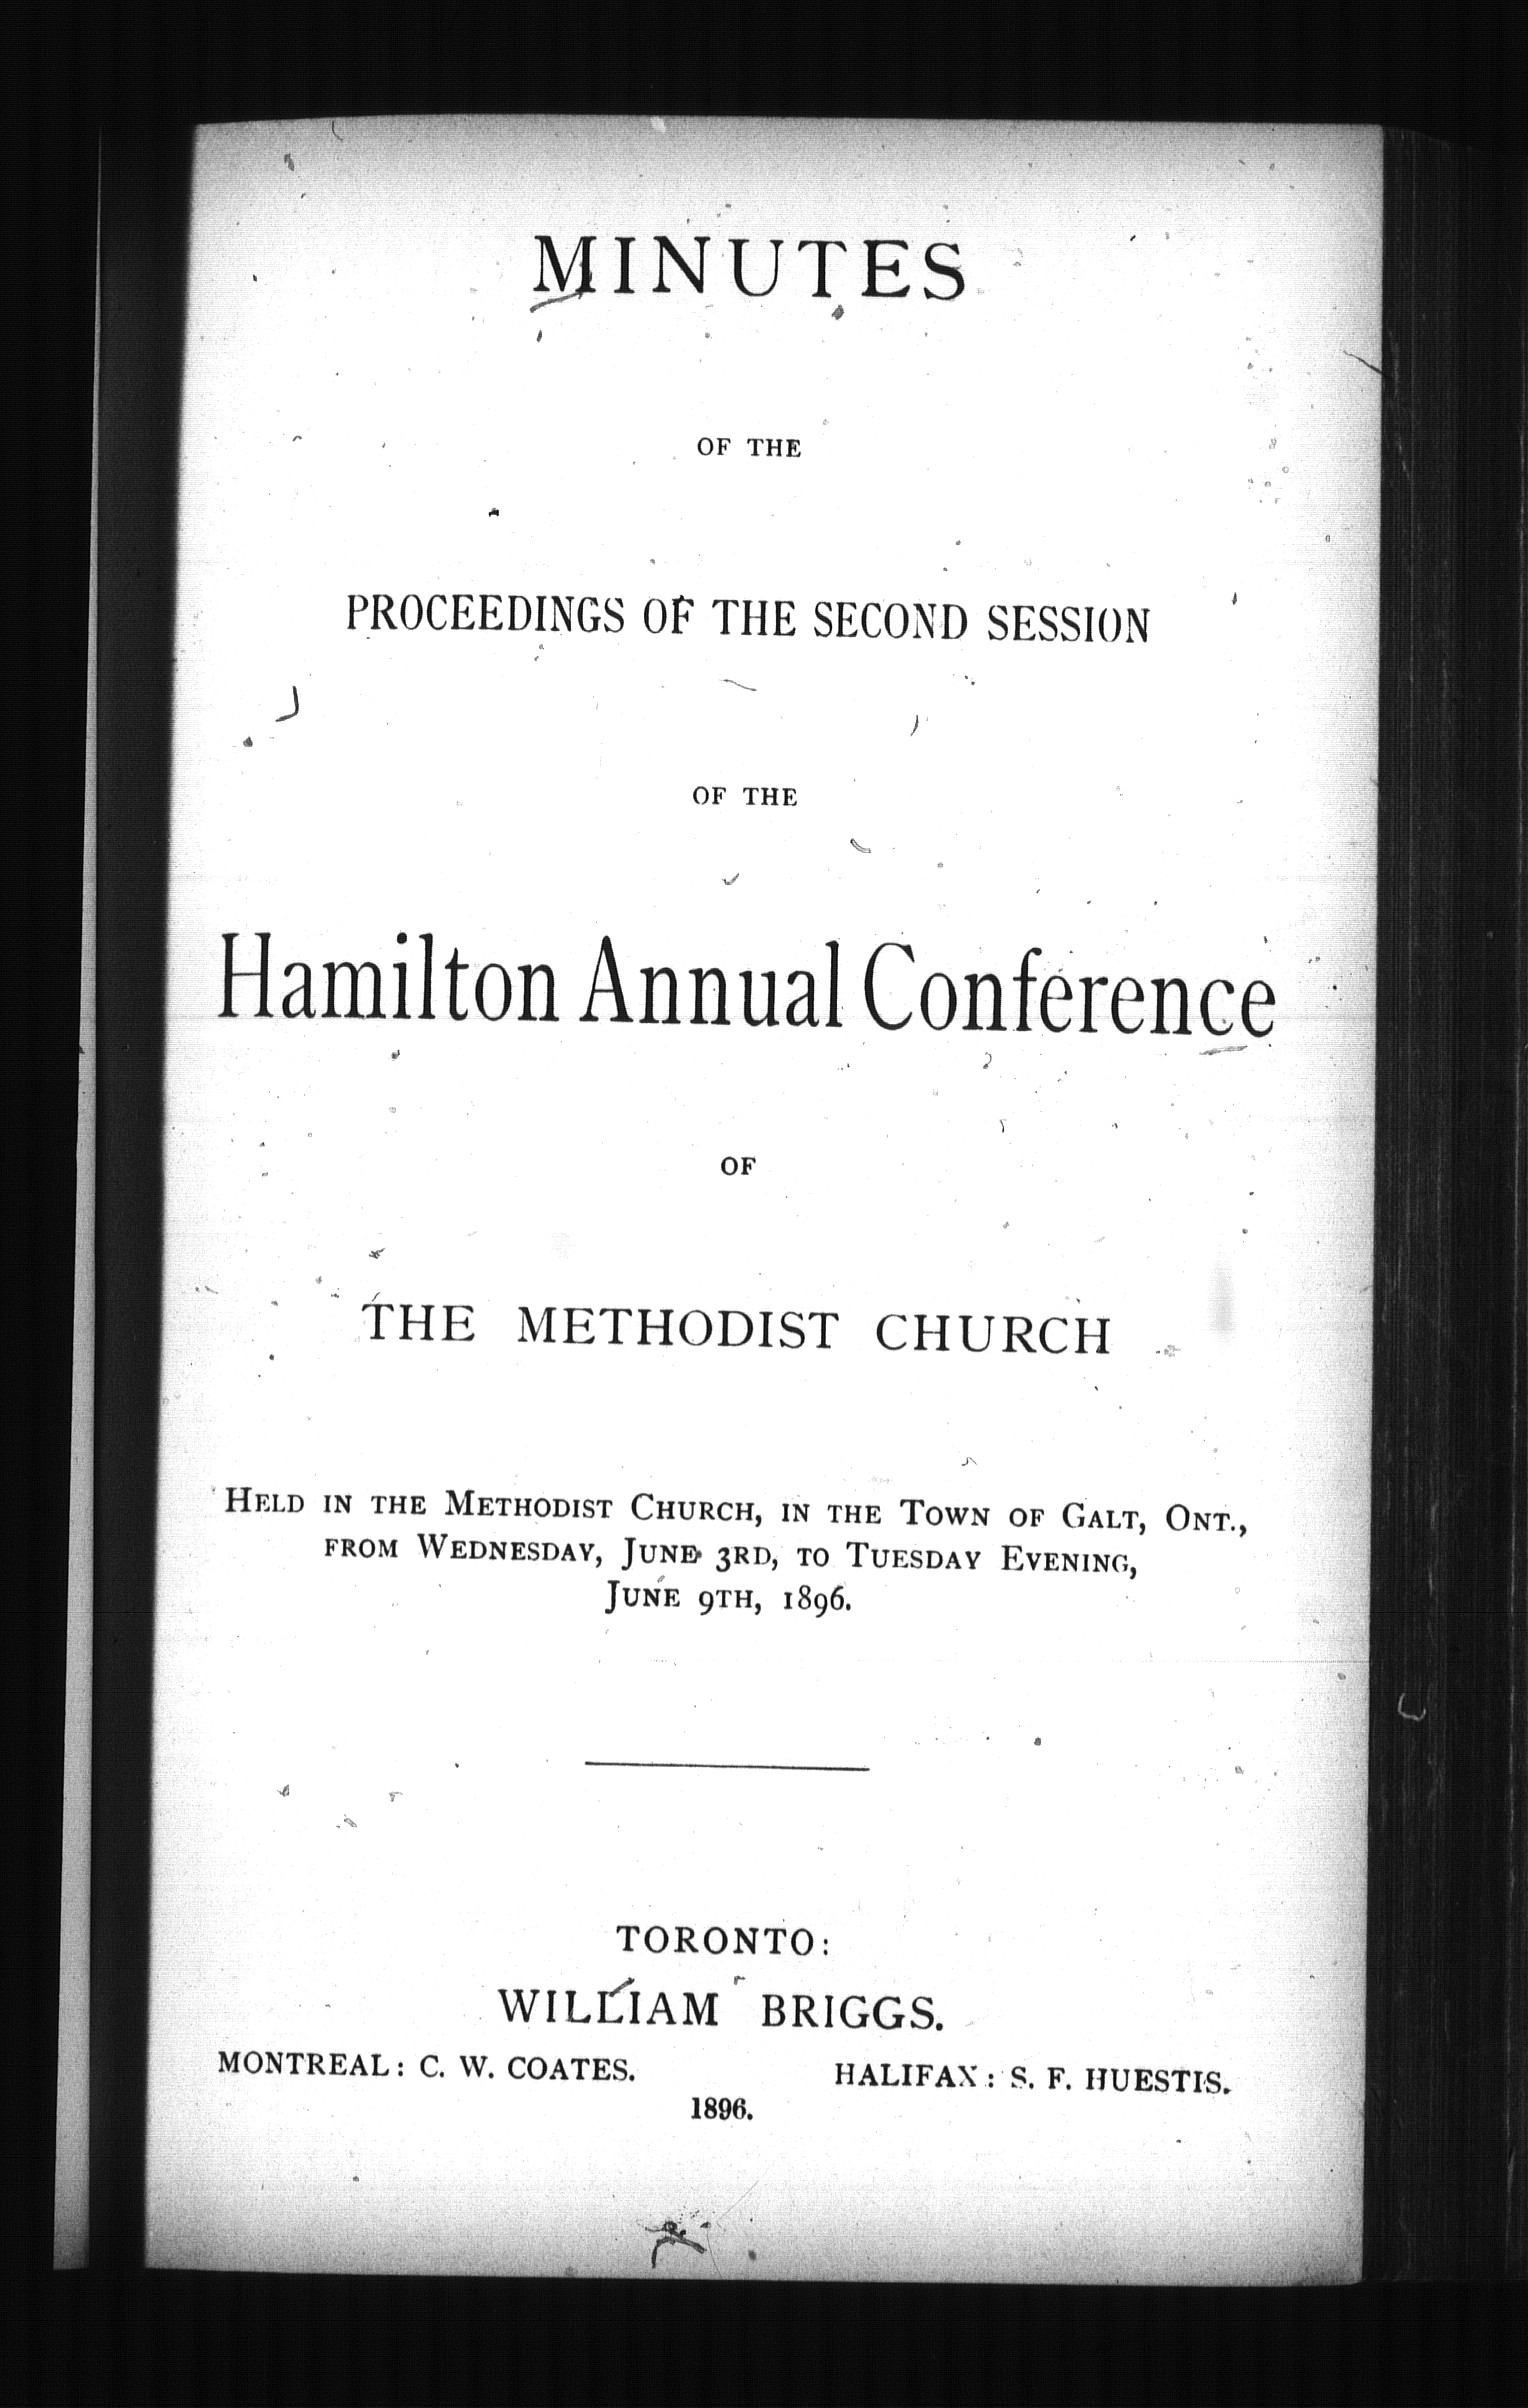 MINUTES
OF THE
PROCEEDINGS OF THE SECOND SESSION
OF THE
Hamilton Annual Conference
OF
THE METHODIST CHURCH
HELD IN THE METHODIST CHURCH, IN THE TOWN OF GALT, ONT.,
FROM WEDNESDAY, JUNE 3RD, TO TUESDAY EVENING,
JUNE 9TH, 1896.
TORONTO:
WILLIAM BRIGGS.
MONTREAL: C. W. COATES. HALIFAX: S. F. HUESTIS.
1896.